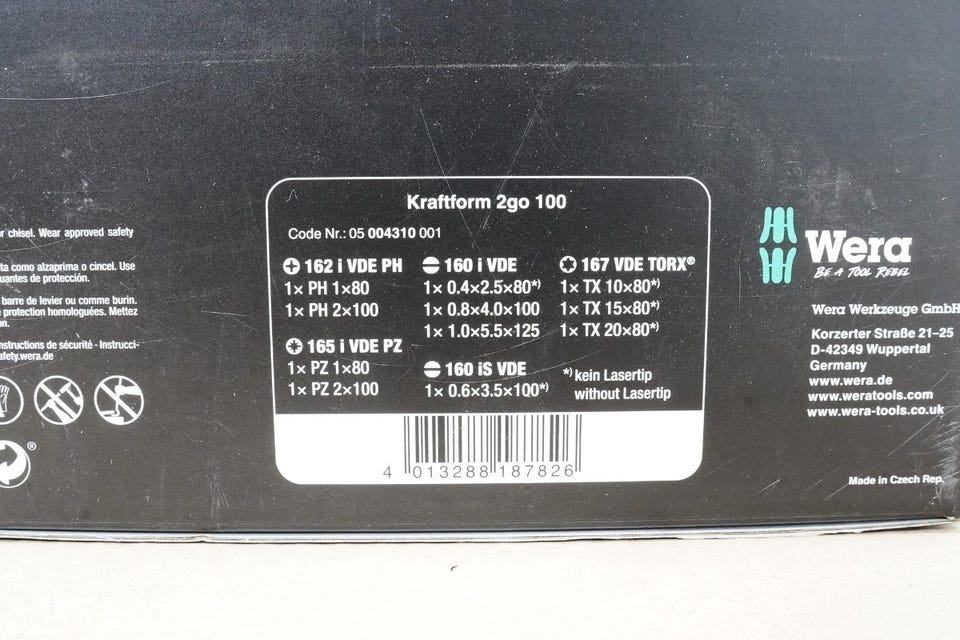 r chisel. Wear approved safety
ta como alzaprima o cincel. Use
uantes de protección.
barre de levier ou comme burin.
protection homologuées. Mettez
on.
instructions de sécurité · Instrucci-
afety.wera.de
®
Kraftform 2go 100
Code Nr.: 05 004310 001
162 i VDE PH
1× PH 1×80
1× PH 2×100
165 i VDE PZ
1× PZ 1×80
1× PZ 2×100
160 i VDE
1× 0.4×2.5×80*)
1× 0.8×4.0×100
1× 1.0×5.5×125
160 iS VDE
1× 0.6×3.5×100*)
167 VDE TORX®
1× TX 10×80*)
1× TX 15×80*)
1× TX 20×80*)
*) kein Lasertip
without Lasertip
4 013288 187826
Wera
BE A TOOL REBEL
Wera Werkzeuge GmbH
Korzerter Straße 21–25
D-42349 Wuppertal
Germany
www.wera.de
www.weratools.com
www.wera-tools.co.uk
Made in Czech Rep.